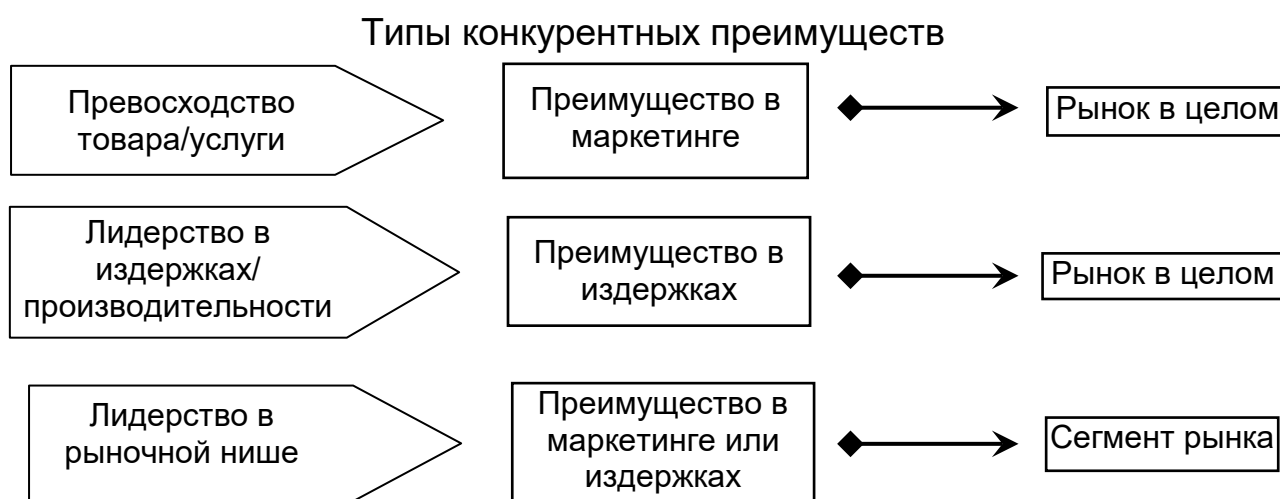 Типы конкурентных преимуществ
Превосходство
товара/услуги
Преимущество в
маркетинге
Рынок в целом
Лидерство в
издержках/
производительности
Преимущество в
издержках
Рынок в целом
Лидерство в
рыночной нише
Преимущество в
маркетинге или
издержках
Сегмент рынка